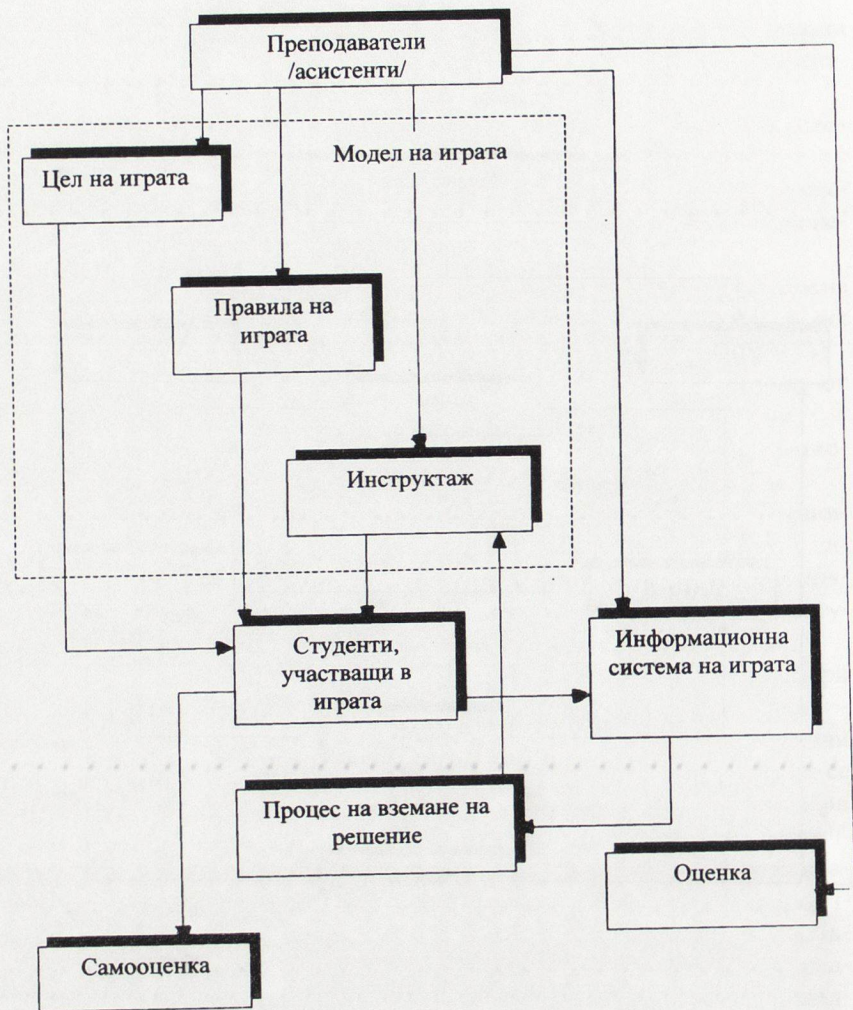 Преподаватели
/асистенти/
Модел на играта
Цел на играта
Правила на
играта
Инструктаж
Студенти,
участващи в
играта
Информационна
система на играта
Процес на вземане на
решение
Оценка
Самооценка